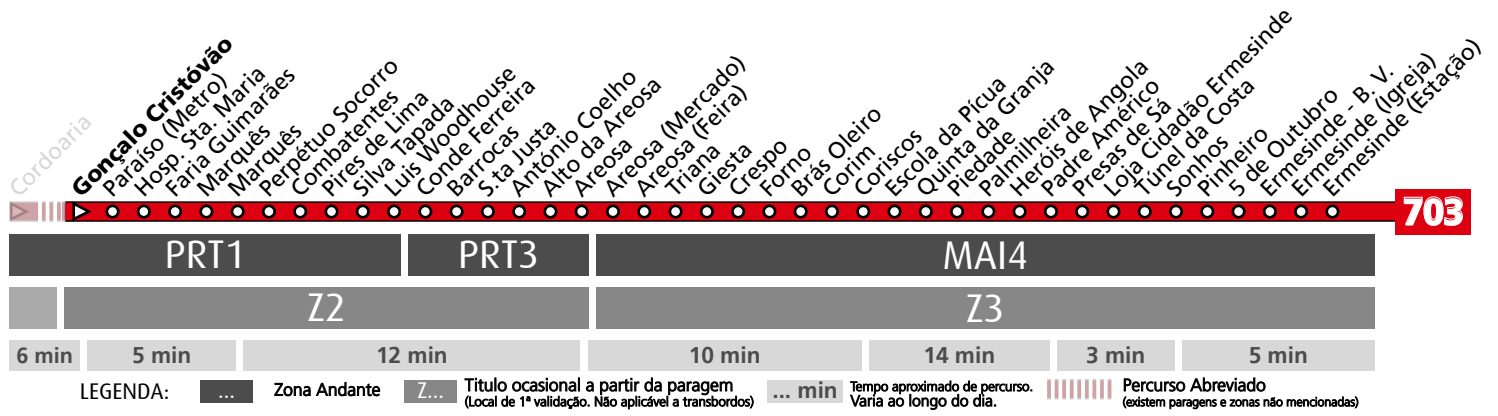 Cordoaria
Gonçalo Cristóvão
Paraíso (Metro)
Hosp. Sta. Maria
Faria Guimarães
Marquês
Marquês
Perpétuo Socorro
Combatentes
Pires de Lima
Silva Tapada
Luis Woodhouse
Conde Ferreira
Barrocas
S.ta Justa
António Coelho
Alto da Areosa
Areosa
Areosa (Mercado)
Areosa (Feira)
Triana
Giesta
Crespo
Forno
Brás Oleiro
Corim
Coriscos
Escola da Pícua
Quinta da Granja
Piedade
Palmilheira
Heróis de Angola
Padre Américo
Presas de Sá
Loja Cidadão Ermesinde
Túnel da Costa
Sonhos
Pinheiro
5 de Outubro
Ermesinde - B. V.
Ermesinde (Igreja)
Ermesinde (Estação)
703
PRT1 PRT3 MAI4
Z2 Z3
6 min 5 min 12 min 10 min 14 min 3 min 5 min
LEGENDA: ... Zona Andante Z... Titulo ocasional a partir da paragem ... min Tempo aproximado de percurso. Percurso Abreviado
(Local de 1ª validação. Não aplicável a transbordos) Varia ao longo do dia. (existem paragens e zonas não mencionadas)